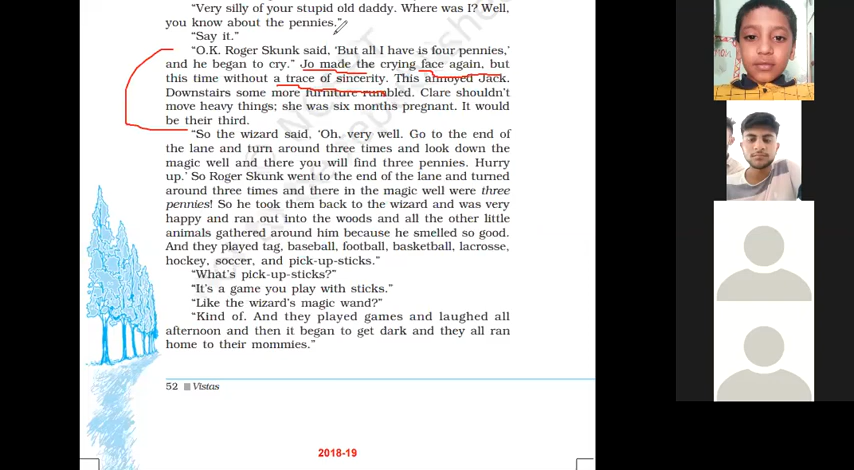 “Very silly of your stupid old daddy. Where was I? Well,
you know about the pennies.”
“Say it.”
“O.K. Roger Skunk said, ‘But all I have is four pennies,’
and he began to cry.” Jo made the crying face again, but
this time without a trace of sincerity. This annoyed Jack.
Downstairs some more furniture rumbled. Clare shouldn’t
move heavy things; she was six months pregnant. It would
be their third.
“So the wizard said, ‘Oh, very well. Go to the end of
the lane and turn around three times and look down the
magic well and there you will find three pennies. Hurry
up.’ So Roger Skunk went to the end of the lane and turned
around three times and there in the magic well were three
pennies! So he took them back to the wizard and was very
happy and ran out into the woods and all the other little
animals gathered around him because he smelled so good.
And they played tag, baseball, football, basketball, lacrosse,
hockey, soccer, and pick-up-sticks.”
“What’s pick-up-sticks?”
“It’s a game you play with sticks.”
“Like the wizard’s magic wand?”
“Kind of. And they played games and laughed all
afternoon and then it began to get dark and they all ran
home to their mommies.”
52 Vistas
2018-19